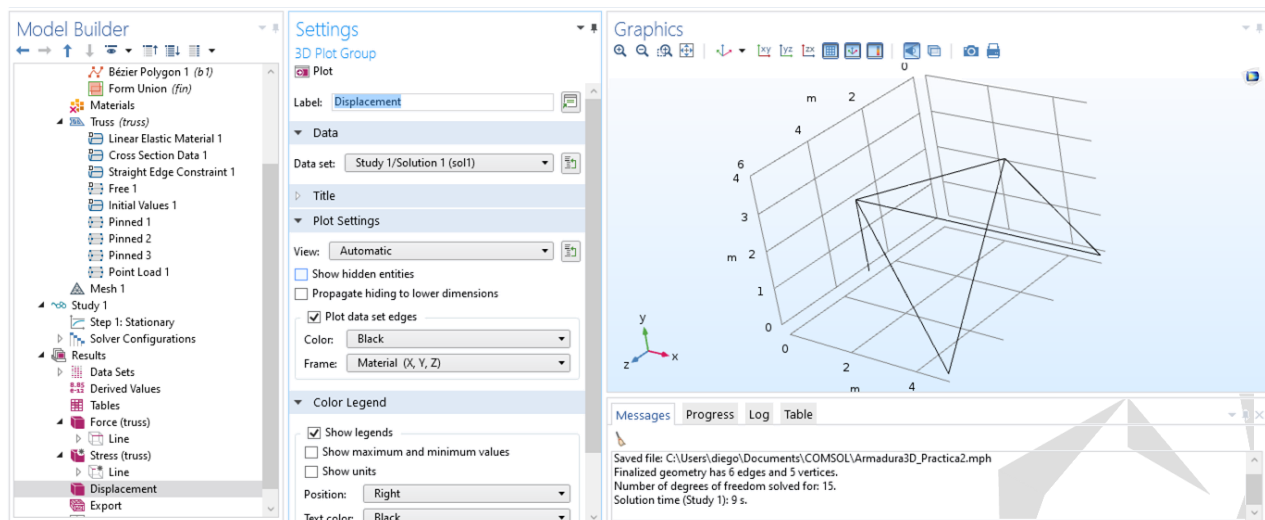 Model Builder
Bézier Polygon 1 (b1)
Form Union (fin)
Materials
Truss (truss)
Linear Elastic Material 1
Cross Section Data 1
Straight Edge Constraint 1
Free 1
Initial Values 1
Pinned 1
Pinned 2
Pinned 3
Point Load 1
Mesh 1
Study 1
Step 1: Stationary
Solver Configurations
Results
Data Sets
8.85
e-12
Derived Values
Tables
Force (truss)
Line
Stress (truss)
Line
Displacement
Export
Settings
3D Plot Group
Plot
Label: Displacement
Data
Data set: Study 1/Solution 1 (sol1)
Title
Plot Settings
View: Automatic
Show hidden entities
Propagate hiding to lower dimensions
Plot data set edges
Color: Black
Frame: Material (X, Y, Z)
Color Legend
Show legends
Show maximum and minimum values
Show units
Position: Right
Text color: Black
Graphics
xy yz zx
0
m 2
4
6
4
3
m 2
1
0
0
2
m 4
y
z x
Messages Progress Log Table
Saved file: C:\Users\diego\Documents\COMSOL\Armadura3D_Practica2.mph
Finalized geometry has 6 edges and 5 vertices.
Number of degrees of freedom solved for: 15.
Solution time (Study 1): 9 s.